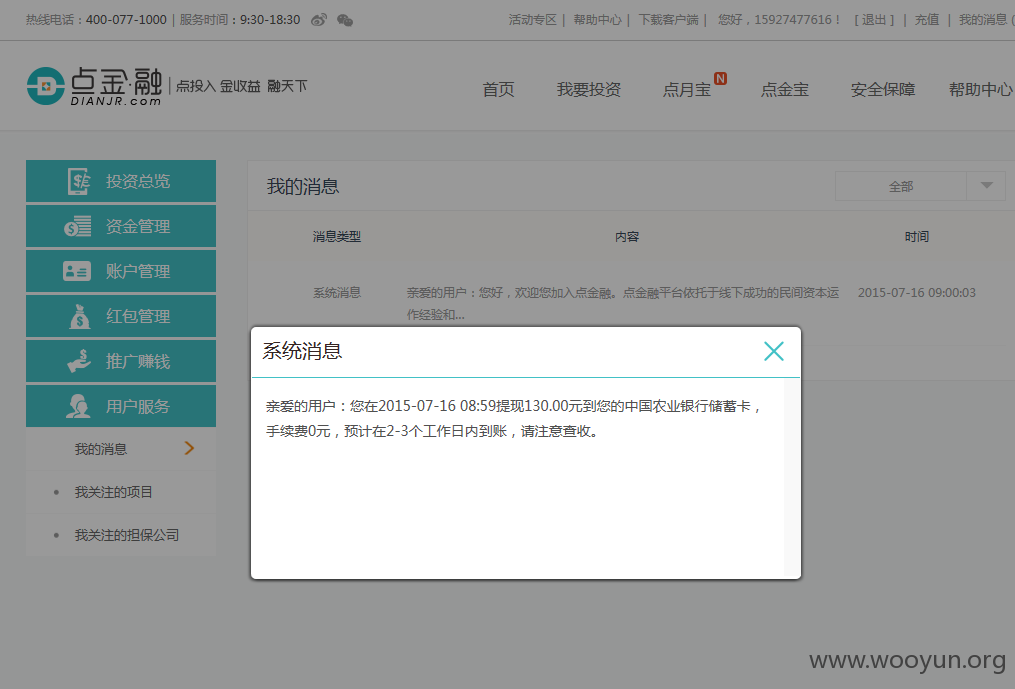 热线电话：400-077-1000 | 服务时间：9:30-18:30
活动专区 | 帮助中心 | 下载客户端 | 您好，15927477616！ [ 退出 ] | 充值 | 我的消息 (
点金·融 DIANJR.com | 点投入 金收益 融天下
首页 我要投资 点月宝 N 点金宝 安全保障 帮助中心
投资总览
资金管理
账户管理
红包管理
推广赚钱
用户服务
我的消息
• 我关注的项目
• 我关注的担保公司
我的消息 全部
消息类型 内容 时间
系统消息 亲爱的用户：您好，欢迎您加入点金融。点金融平台依托于线下成功的民间资本运 2015-07-16 09:00:03
作经验和...
系统消息
亲爱的用户：您在2015-07-16 08:59提现130.00元到您的中国农业银行储蓄卡，
手续费0元，预计在2-3个工作日内到账，请注意查收。
www.wooyun.org